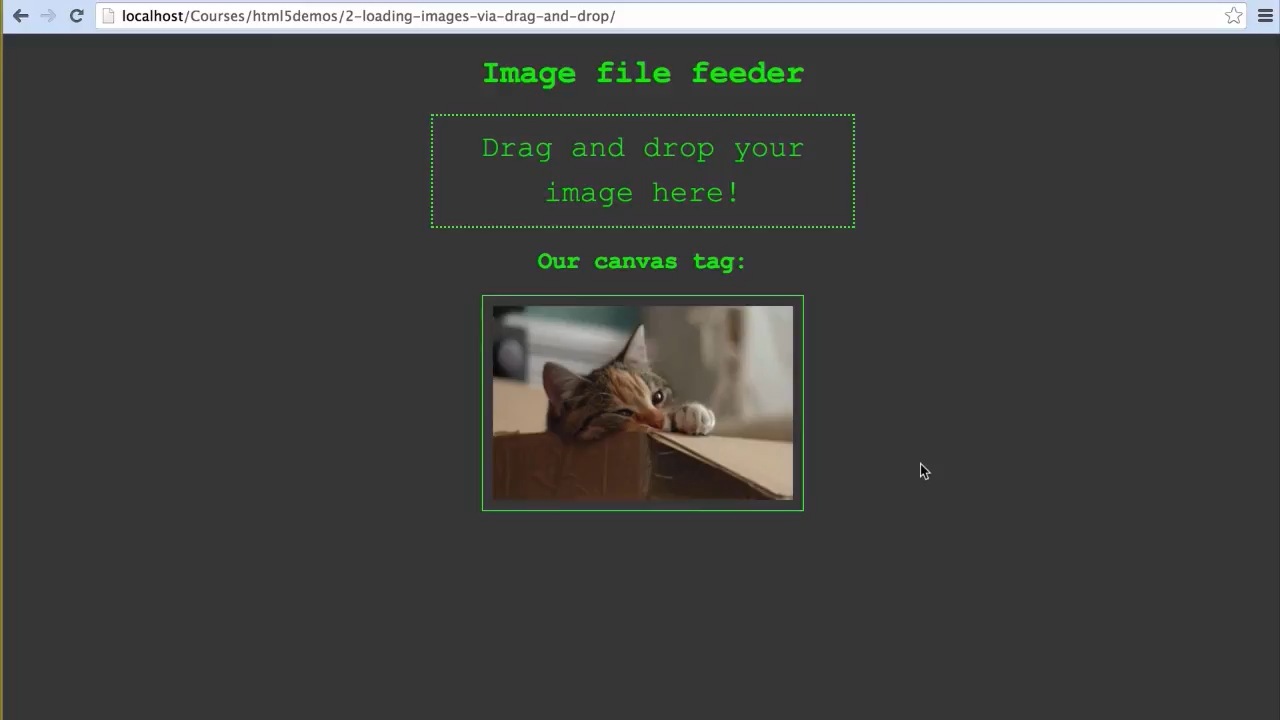 localhost/Courses/html5demos/2-loading-images-via-drag-and-drop/
Image file feeder
Drag and drop your
image here!
Our canvas tag: